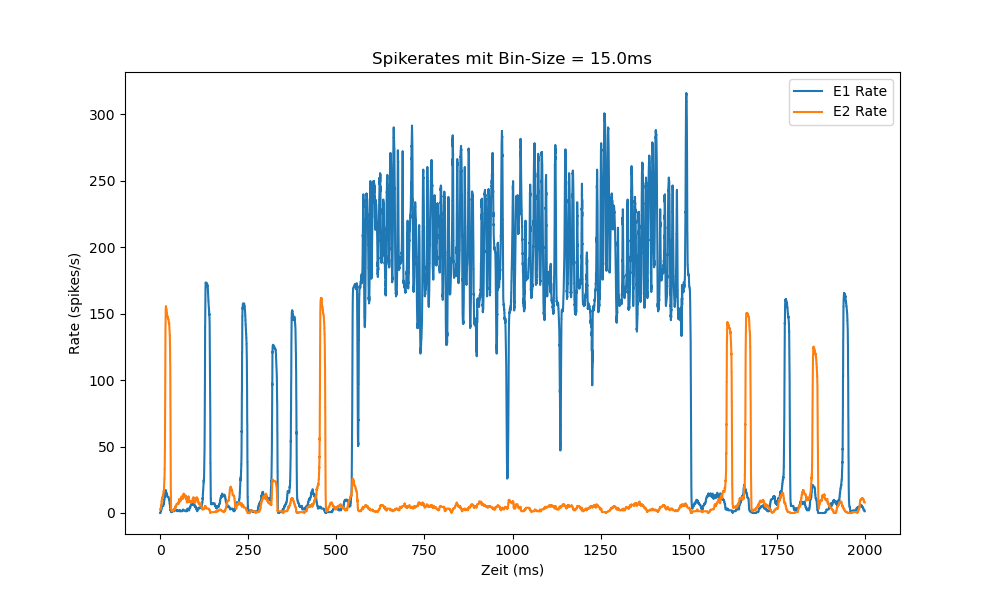 Spikerates mit Bin-Size = 15.0ms
E1 Rate
E2 Rate
Rate (spikes/s)
300
250
200
150
100
50
0
0 250 500 750 1000 1250 1500 1750 2000
Zeit (ms)